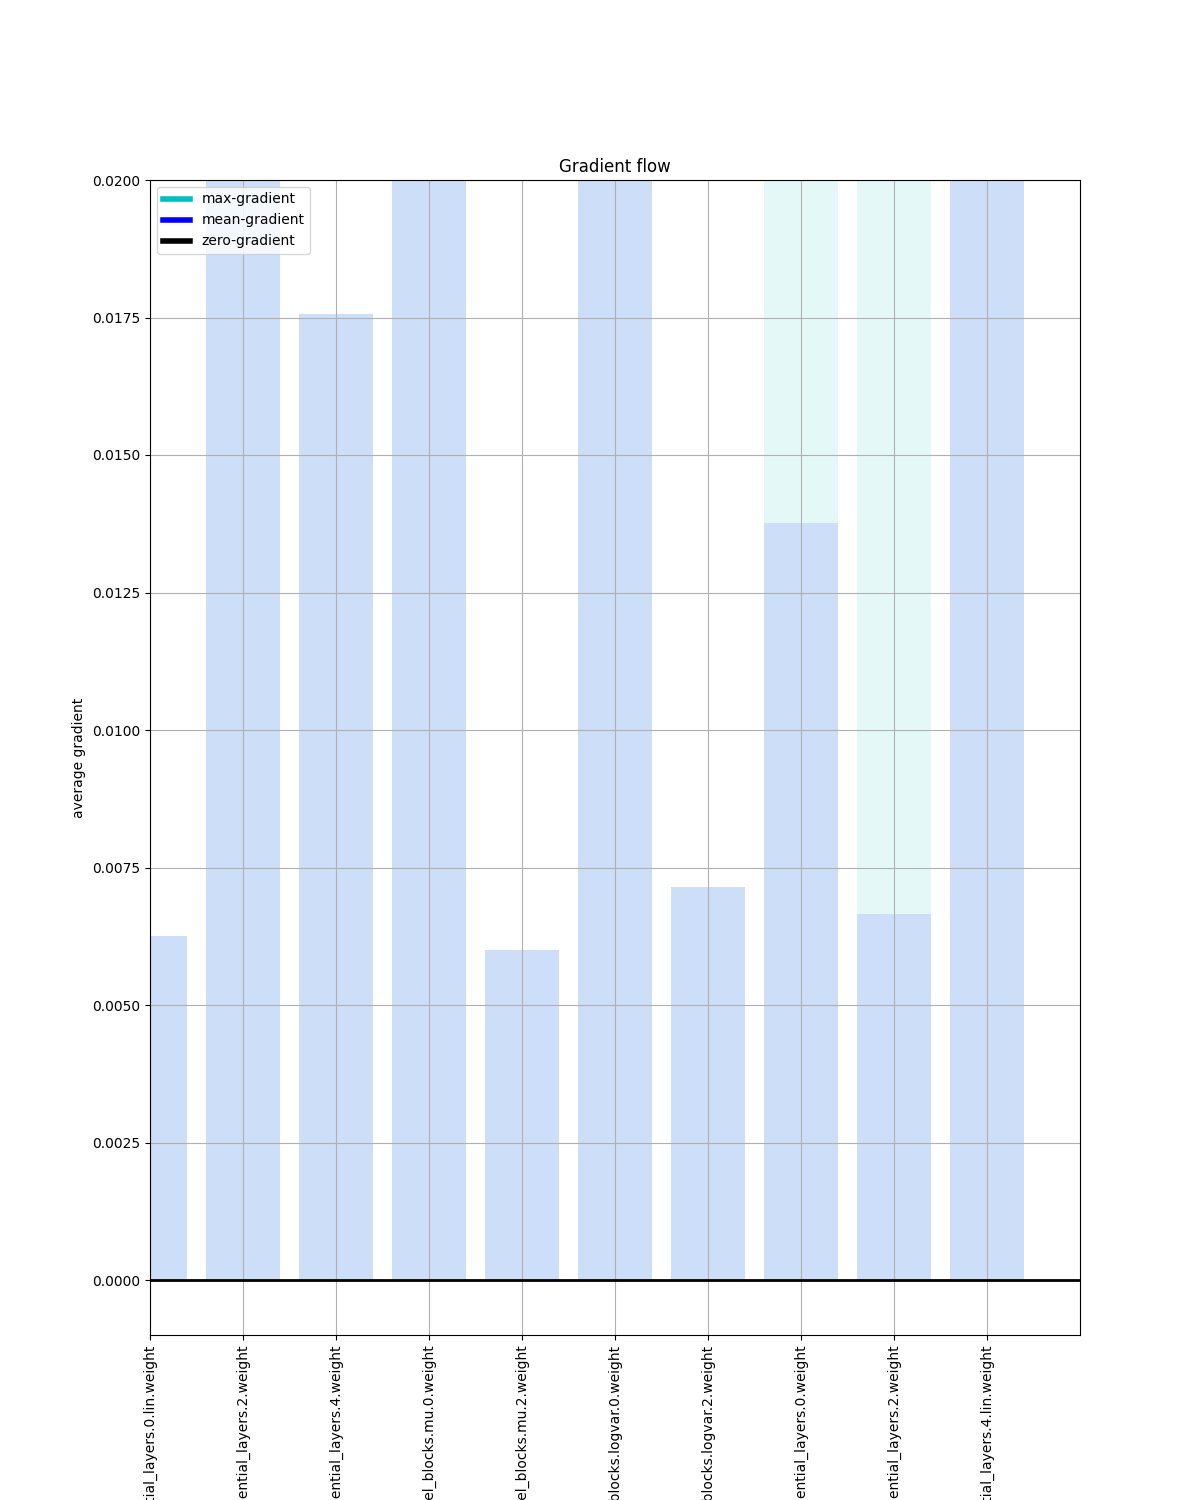 Gradient flow
max-gradient
mean-gradient
zero-gradient
0.0200
0.0175
0.0150
0.0125
0.0100
0.0075
0.0050
0.0025
0.0000
average gradient
tial_layers.0.lin.weight
ential_layers.2.weight
ential_layers.4.weight
el_blocks.mu.0.weight
el_blocks.mu.2.weight
blocks.logvar.0.weight
blocks.logvar.2.weight
ential_layers.0.weight
ential_layers.2.weight
tial_layers.4.lin.weight